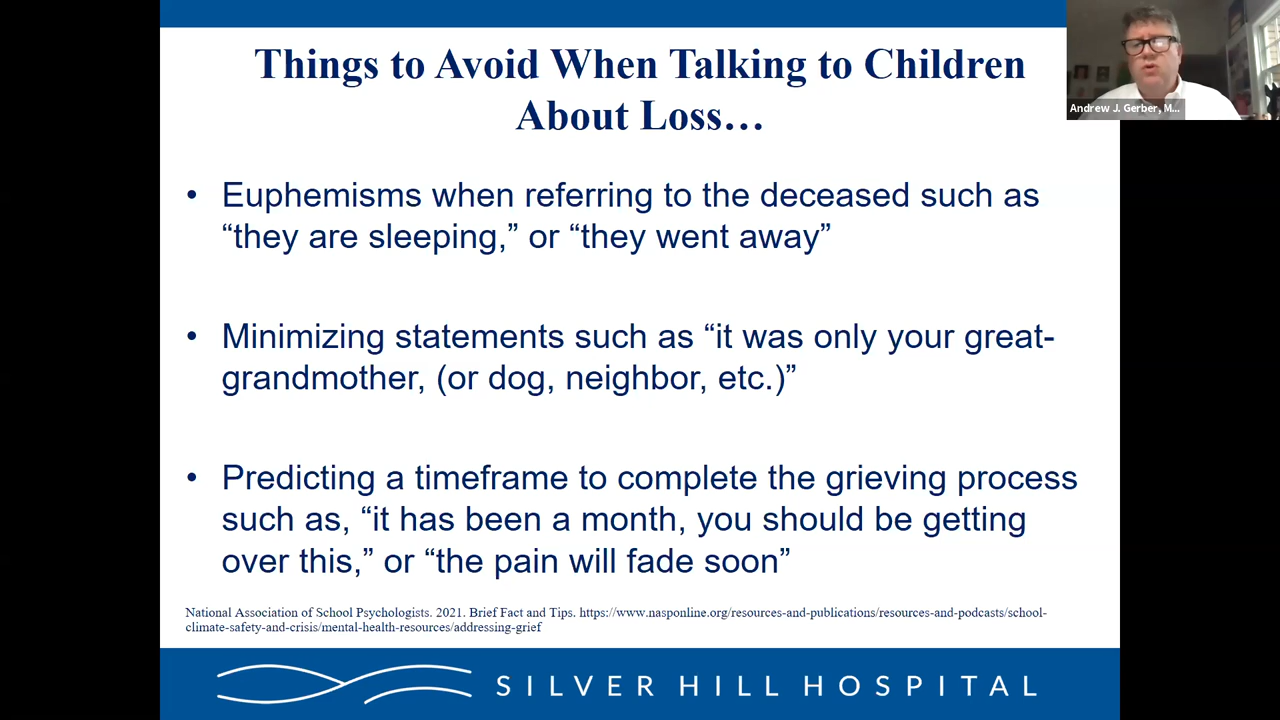 Things to Avoid When Talking to Children
About Loss…
Andrew J. Gerber, M...
• Euphemisms when referring to the deceased such as
“they are sleeping,” or “they went away”
• Minimizing statements such as “it was only your great-
grandmother, (or dog, neighbor, etc.)”
• Predicting a timeframe to complete the grieving process
such as, “it has been a month, you should be getting
over this,” or “the pain will fade soon”
National Association of School Psychologists. 2021. Brief Fact and Tips. https://www.nasponline.org/resources-and-publications/resources-and-podcasts/school-
climate-safety-and-crisis/mental-health-resources/addressing-grief
SILVER HILL HOSPITAL